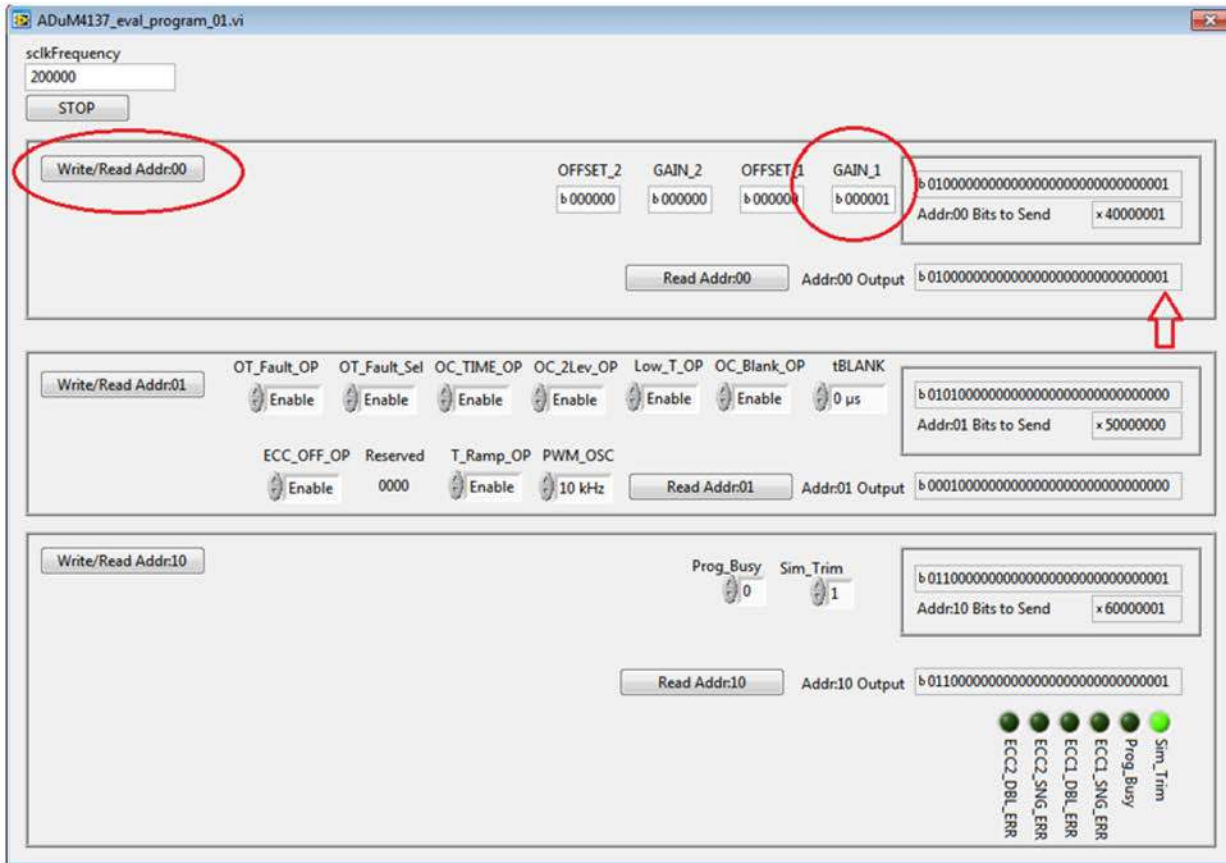 ADuM4137_eval_program_01.vi
sclkFrequency
200000
STOP
Write/Read Addr:00
OFFSET_2 GAIN_2 OFFSET_1 GAIN_1
b 000000 b 000000 b 000000 b 000001
b 01000000000000000000000000000001
Addr:00 Bits to Send x 40000001
Read Addr:00 Addr:00 Output b 01000000000000000000000000000001
Write/Read Addr:01
OT_Fault_OP OT_Fault_Sel OC_TIME_OP OC_2Lev_OP Low_T_OP OC_Blank_OP tBLANK
Enable Enable Enable Enable Enable Enable 0 µs
b 01010000000000000000000000000000
Addr:01 Bits to Send x 50000000
ECC_OFF_OP Reserved T_Ramp_OP PWM_OSC
Enable 0000 Enable 10 kHz
Read Addr:01 Addr:01 Output b 00010000000000000000000000000000
Write/Read Addr:10
Prog_Busy Sim_Trim
0 1
b 01100000000000000000000000000001
Addr:10 Bits to Send x 60000001
Read Addr:10 Addr:10 Output b 01100000000000000000000000000001
ECC2_DBL_ERR
ECC2_SNG_ERR
ECC1_DBL_ERR
ECC1_SNG_ERR
Prog_Busy
Sim_Trim